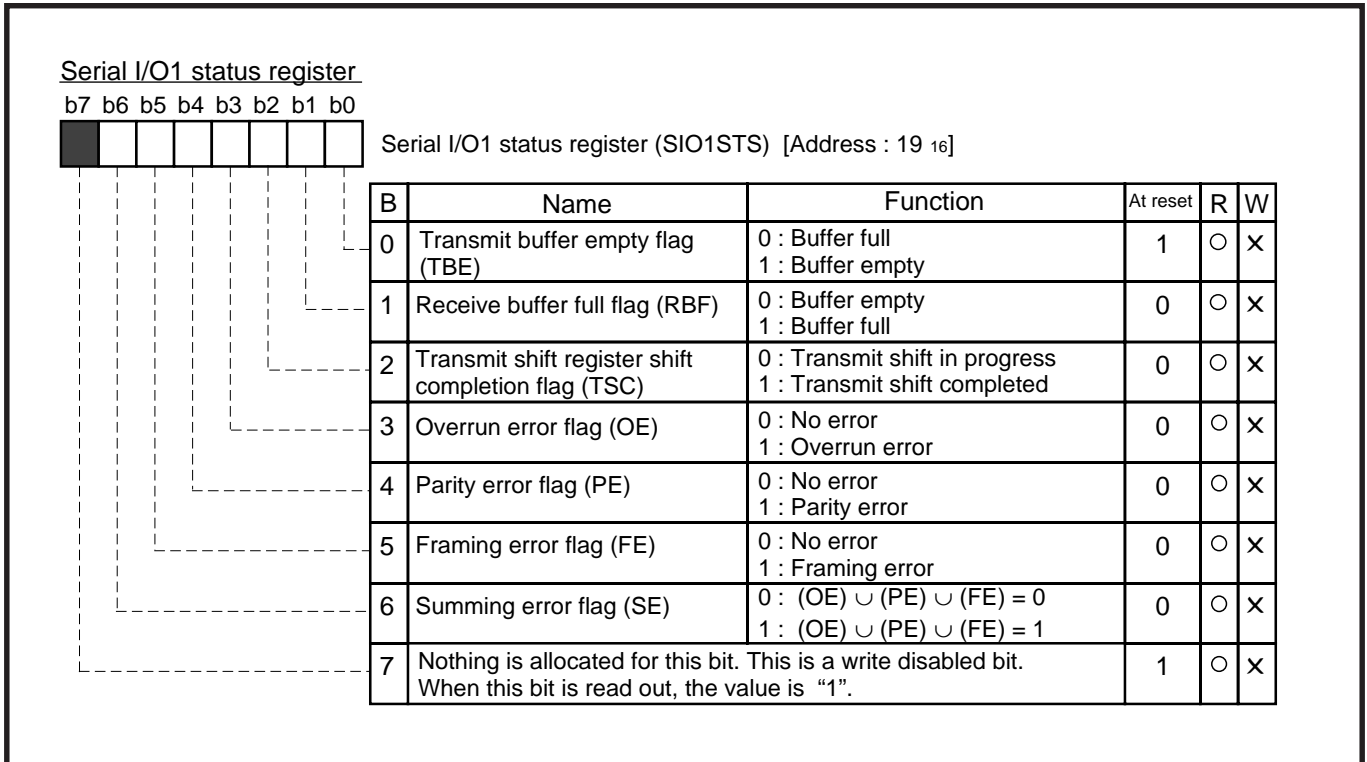 Serial I/O1 status register
b7 b6 b5 b4 b3 b2 b1 b0
Serial I/O1 status register (SIO1STS) [Address : 19 16]
B Name Function At reset R W
0 Transmit buffer empty flag (TBE) 0 : Buffer full 1 ○ ×
1 : Buffer empty
1 Receive buffer full flag (RBF) 0 : Buffer empty 0 ○ ×
1 : Buffer full
2 Transmit shift register shift completion flag (TSC) 0 : Transmit shift in progress 0 ○ ×
1 : Transmit shift completed
3 Overrun error flag (OE) 0 : No error 0 ○ ×
1 : Overrun error
4 Parity error flag (PE) 0 : No error 0 ○ ×
1 : Parity error
5 Framing error flag (FE) 0 : No error 0 ○ ×
1 : Framing error
6 Summing error flag (SE) 0 : (OE) ∪ (PE) ∪ (FE) = 0 0 ○ ×
1 : (OE) ∪ (PE) ∪ (FE) = 1
7 Nothing is allocated for this bit. This is a write disabled bit. 1 ○ ×
When this bit is read out, the value is “1”.